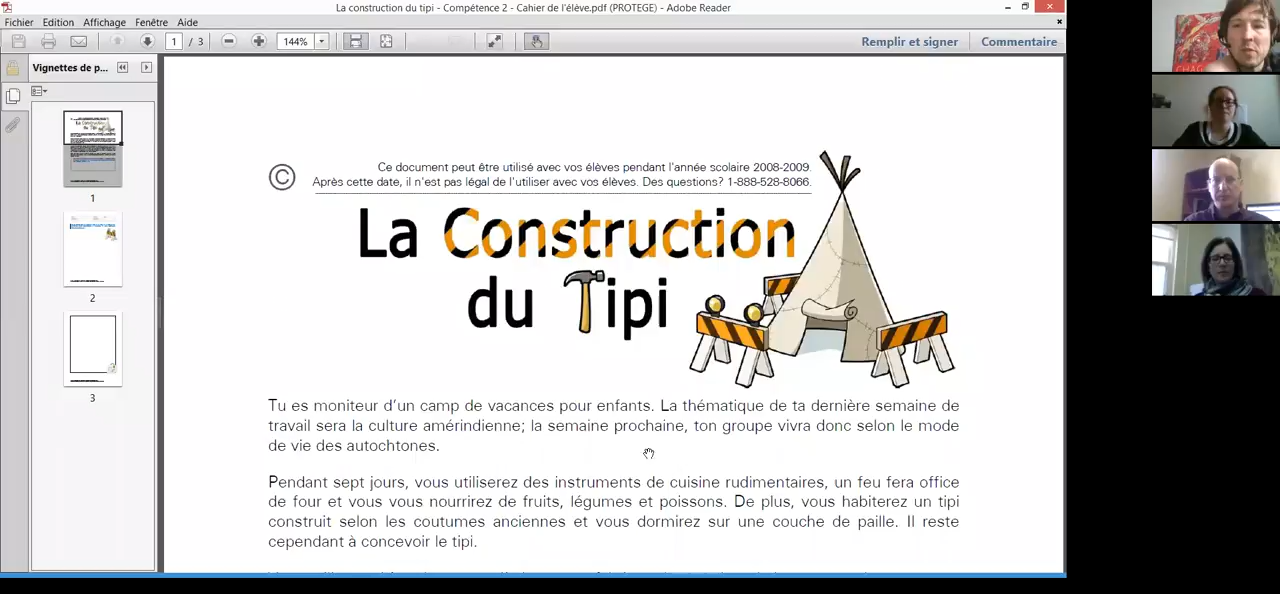 La construction du tipi - Compétence 2 - Cahier de l'élève.pdf (PROTEGE) - Adobe Reader
Fichier Edition Affichage Fenêtre Aide
1 / 3 144% Remplir et signer Commentaire
Vignettes de p...
1
2
3
© Ce document peut être utilisé avec vos élèves pendant l'année scolaire 2008-2009.
Après cette date, il n'est pas légal de l'utiliser avec vos élèves. Des questions? 1-888-528-8066.
La Construction
du Tipi
Tu es moniteur d'un camp de vacances pour enfants. La thématique de ta dernière semaine de
travail sera la culture amérindienne; la semaine prochaine, ton groupe vivra donc selon le mode
de vie des autochtones.
Pendant sept jours, vous utiliserez des instruments de cuisine rudimentaires, un feu fera office
de four et vous vous nourrirez de fruits, légumes et poissons. De plus, vous habiterez un tipi
construit selon les coutumes anciennes et vous dormirez sur une couche de paille. Il reste
cependant à concevoir le tipi.